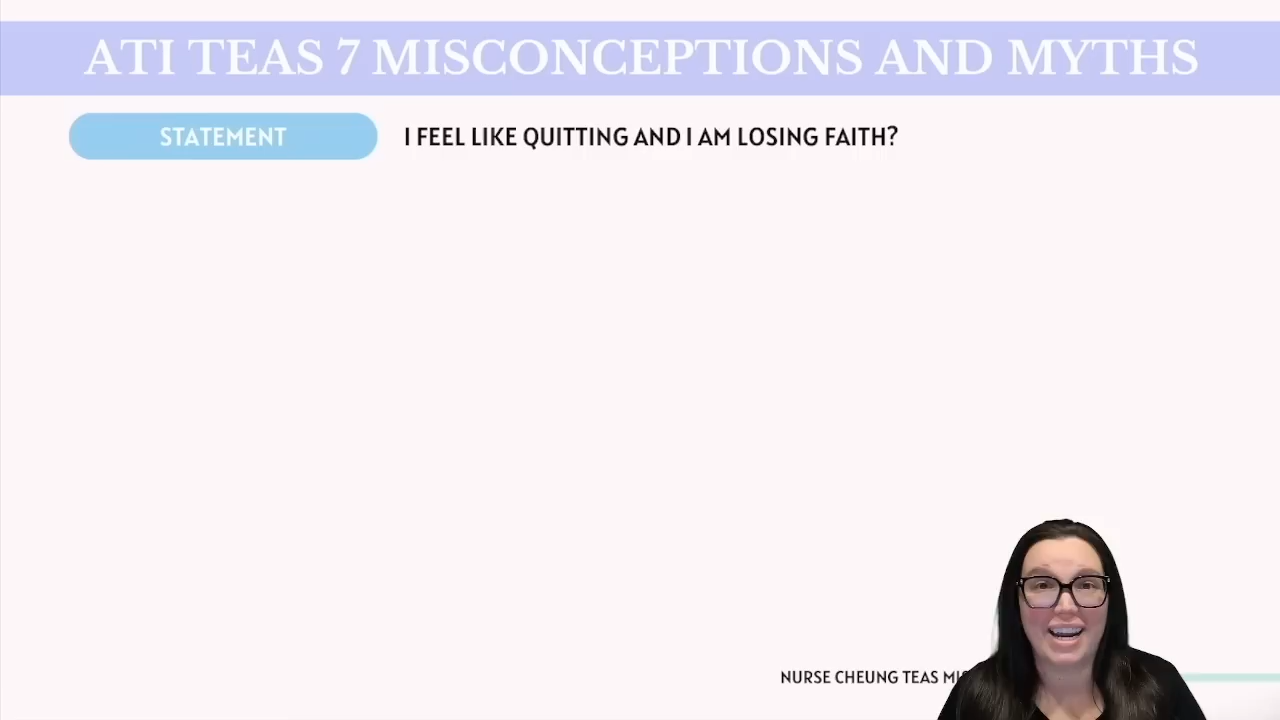 ATI TEAS 7 MISCONCEPTIONS AND MYTHS
STATEMENT
I FEEL LIKE QUITTING AND I AM LOSING FAITH?
NURSE CHEUNG TEAS